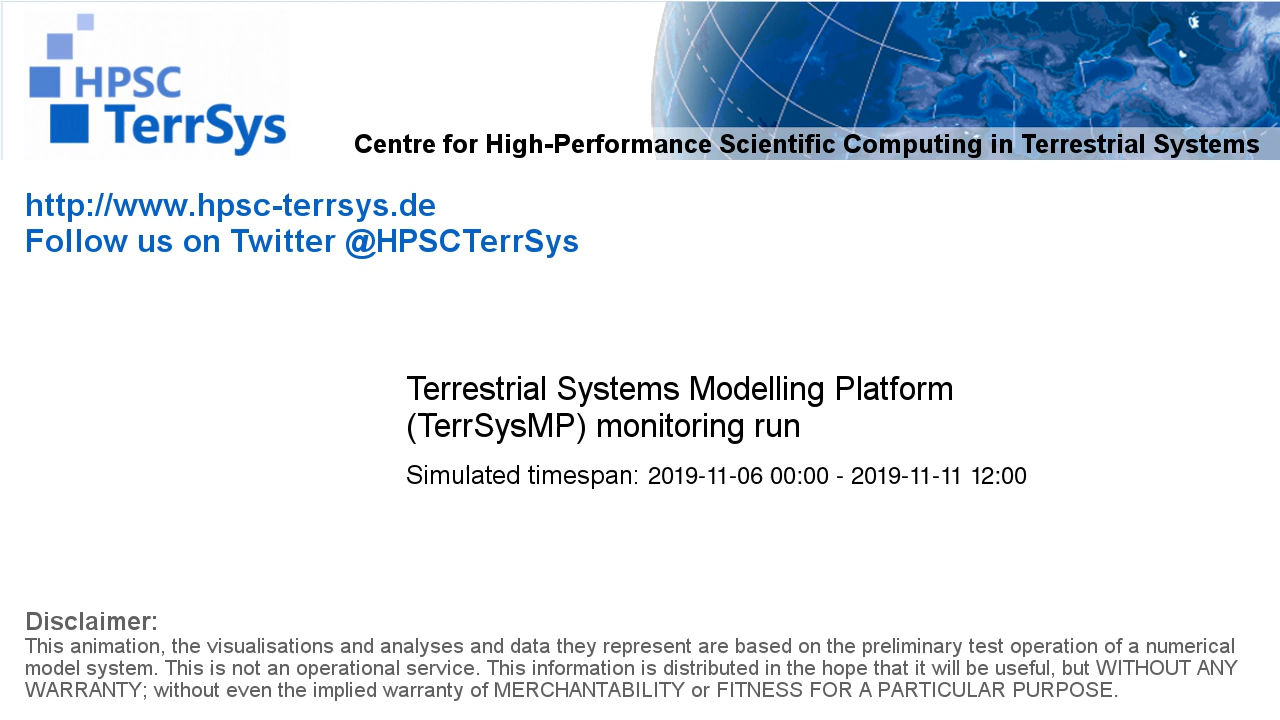 HPSC
TerrSys
Centre for High-Performance Scientific Computing in Terrestrial Systems
http://www.hpsc-terrsys.de
Follow us on Twitter @HPSCTerrSys
Terrestrial Systems Modelling Platform
(TerrSysMP) monitoring run
Simulated timespan: 2019-11-06 00:00 - 2019-11-11 12:00
Disclaimer:
This animation, the visualisations and analyses and data they represent are based on the preliminary test operation of a numerical
model system. This is not an operational service. This information is distributed in the hope that it will be useful, but WITHOUT ANY
WARRANTY; without even the implied warranty of MERCHANTABILITY or FITNESS FOR A PARTICULAR PURPOSE.